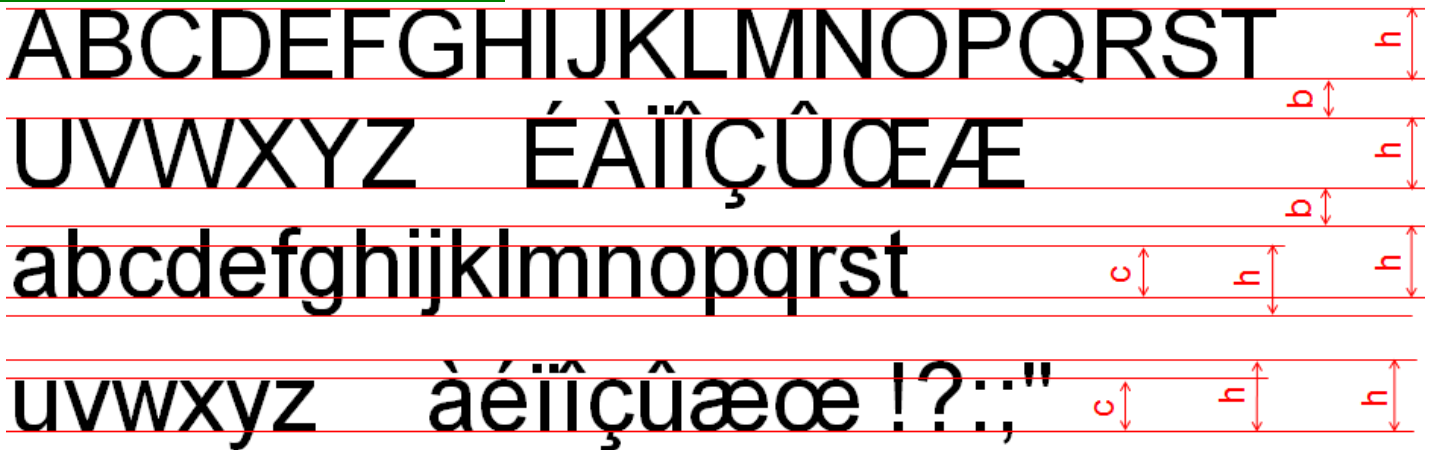 ABCDEFGHIJKLMNOPQRST h
b
UVWXYZ ÉÀÏÎÇÛŒÆ h
b
abcdefghijklmnopqrst c h h
uvwxyz àéïîçûæœ !?:;" c h h